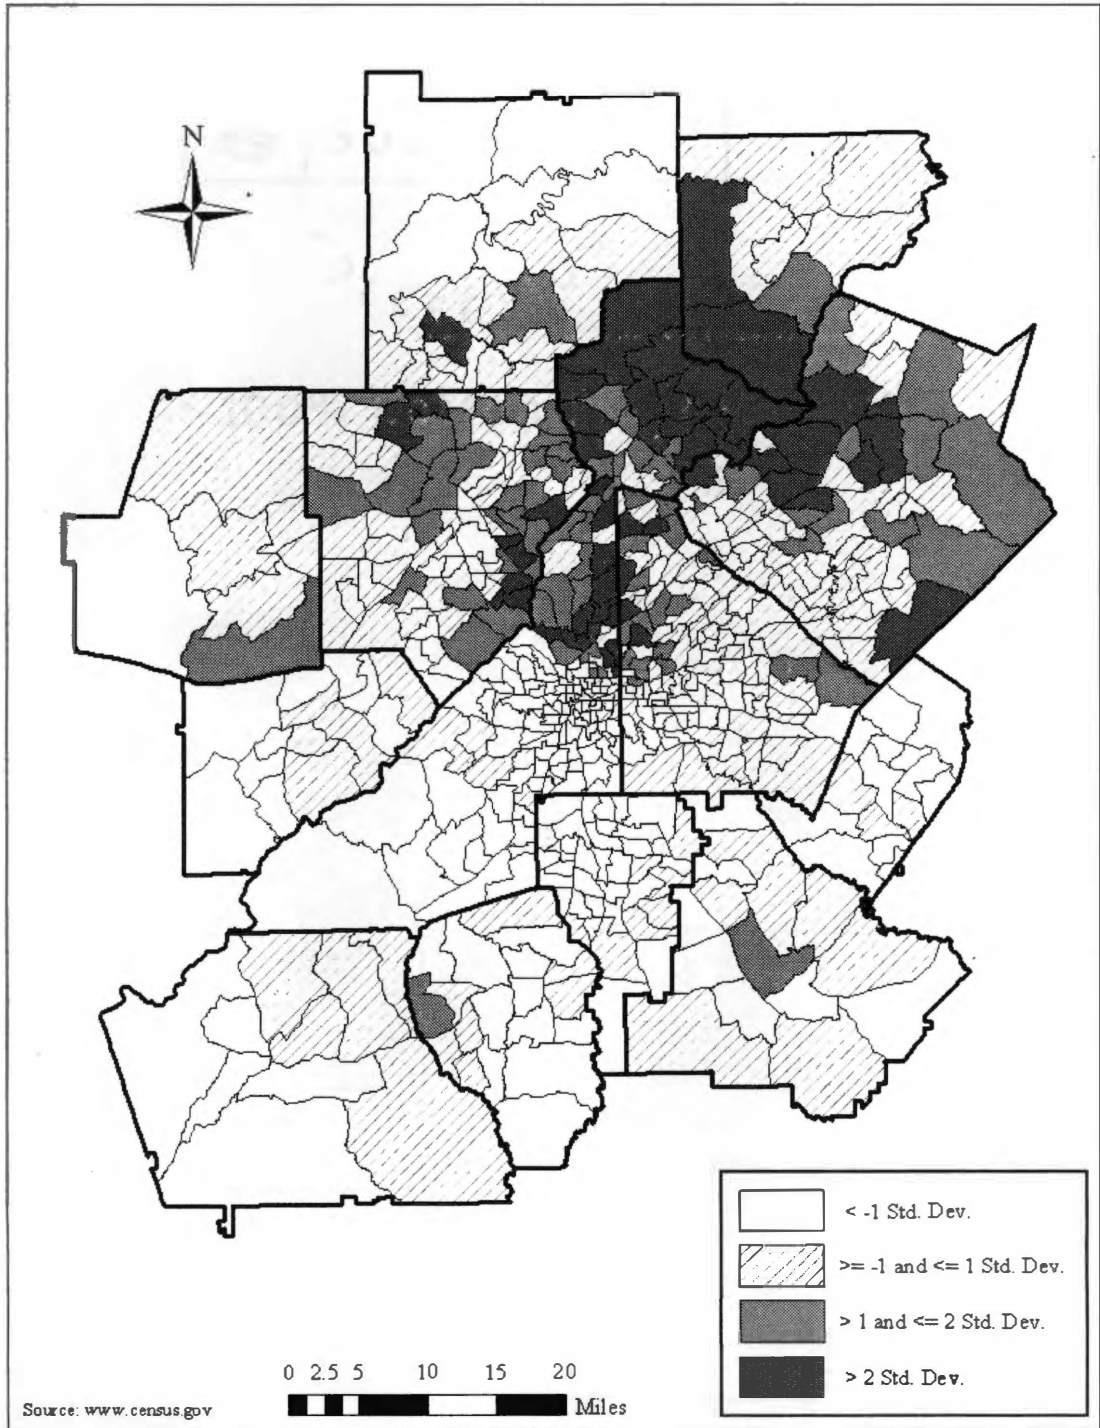 N
< -1 Std. Dev.
>= -1 and <= 1 Std. Dev.
> 1 and <= 2 Std. Dev.
> 2 Std. Dev.
0 2.5 5 10 15 20
Miles
Source: www.census.gov